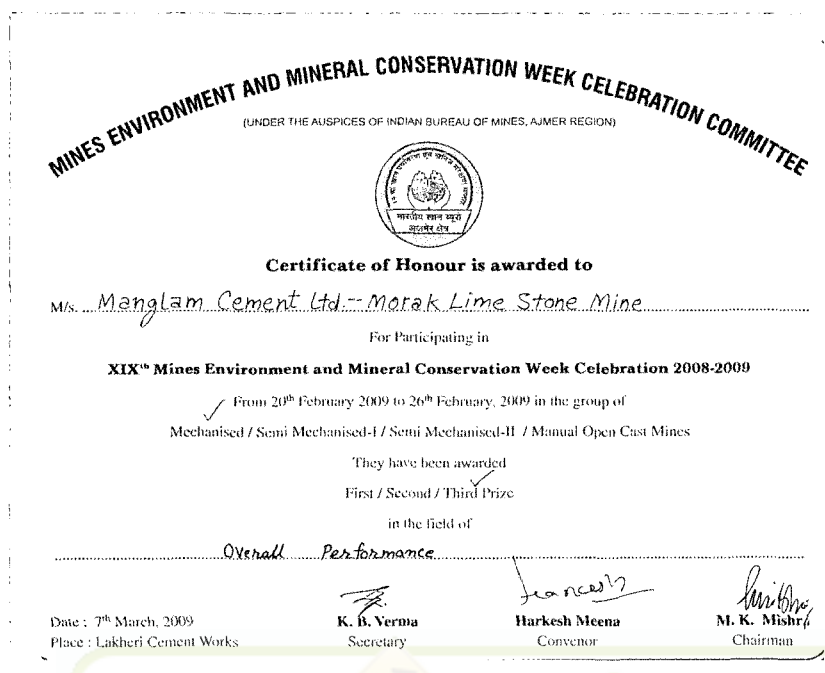 MINES ENVIRONMENT AND MINERAL CONSERVATION WEEK CELEBRATION COMMITTEE
(UNDER THE AUSPICES OF INDIAN BUREAU OF MINES, AJMER REGION)
भारतीय खान ब्यूरो
अजमेर क्षेत्र
Certificate of Honour is awarded to
M/s. Manglam Cement Ltd.-- Morak Lime Stone Mine
For Participating in
XIXth Mines Environment and Mineral Conservation Week Celebration 2008-2009
From 20th February 2009 to 26th February, 2009 in the group of
Mechanised / Semi Mechanised-I / Semi Mechanised-II / Manual Open Cast Mines
They have been awarded
First / Second / Third Prize
in the field of
Overall Performance
Date : 7th March, 2009
Place : Lakheri Cement Works
K. B. Verma
Secretary
Harkesh Meena
Convenor
M. K. Mishra
Chairman